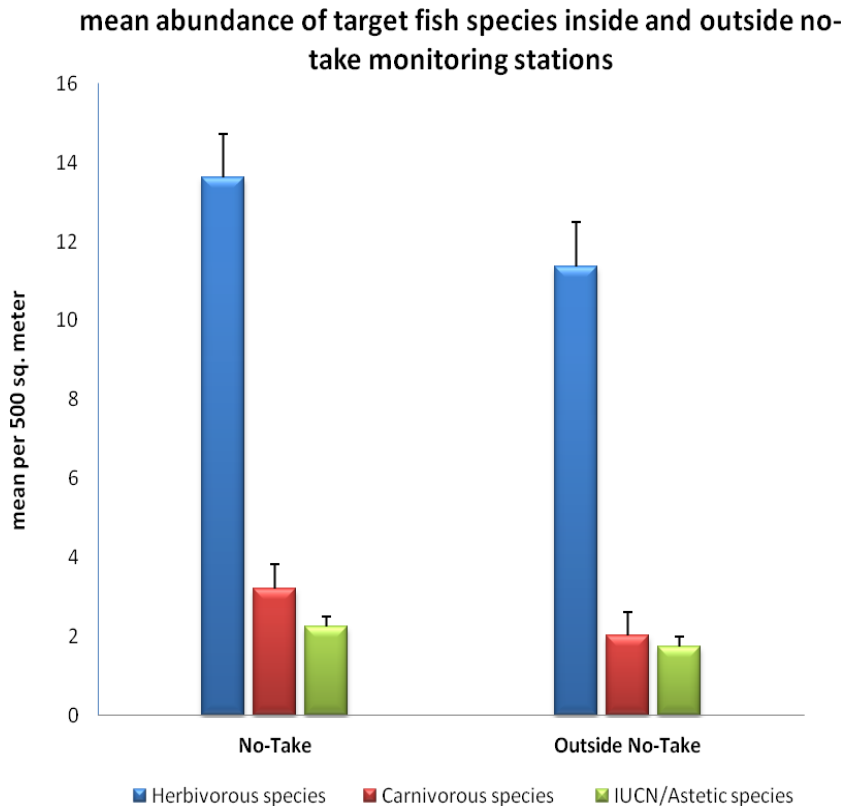 mean abundance of target fish species inside and outside no-
take monitoring stations
16
14
12
10
8
6
4
2
0
mean per 500 sq. meter
No-Take
Outside No-Take
Herbivorous species
Carnivorous species
IUCN/Astetic species